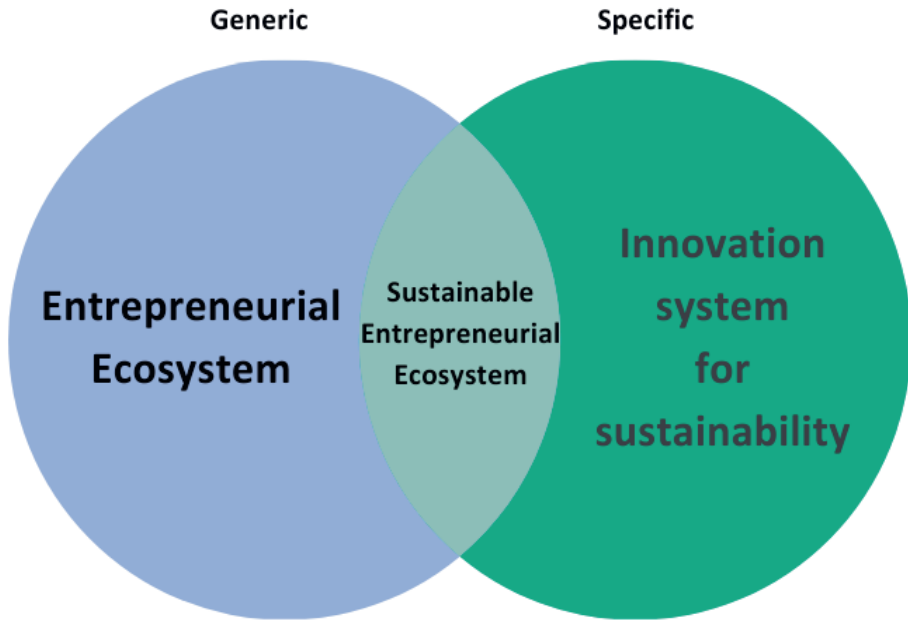 Generic
Specific
Entrepreneurial
Ecosystem
Sustainable
Entrepreneurial
Ecosystem
Innovation
system
for
sustainability